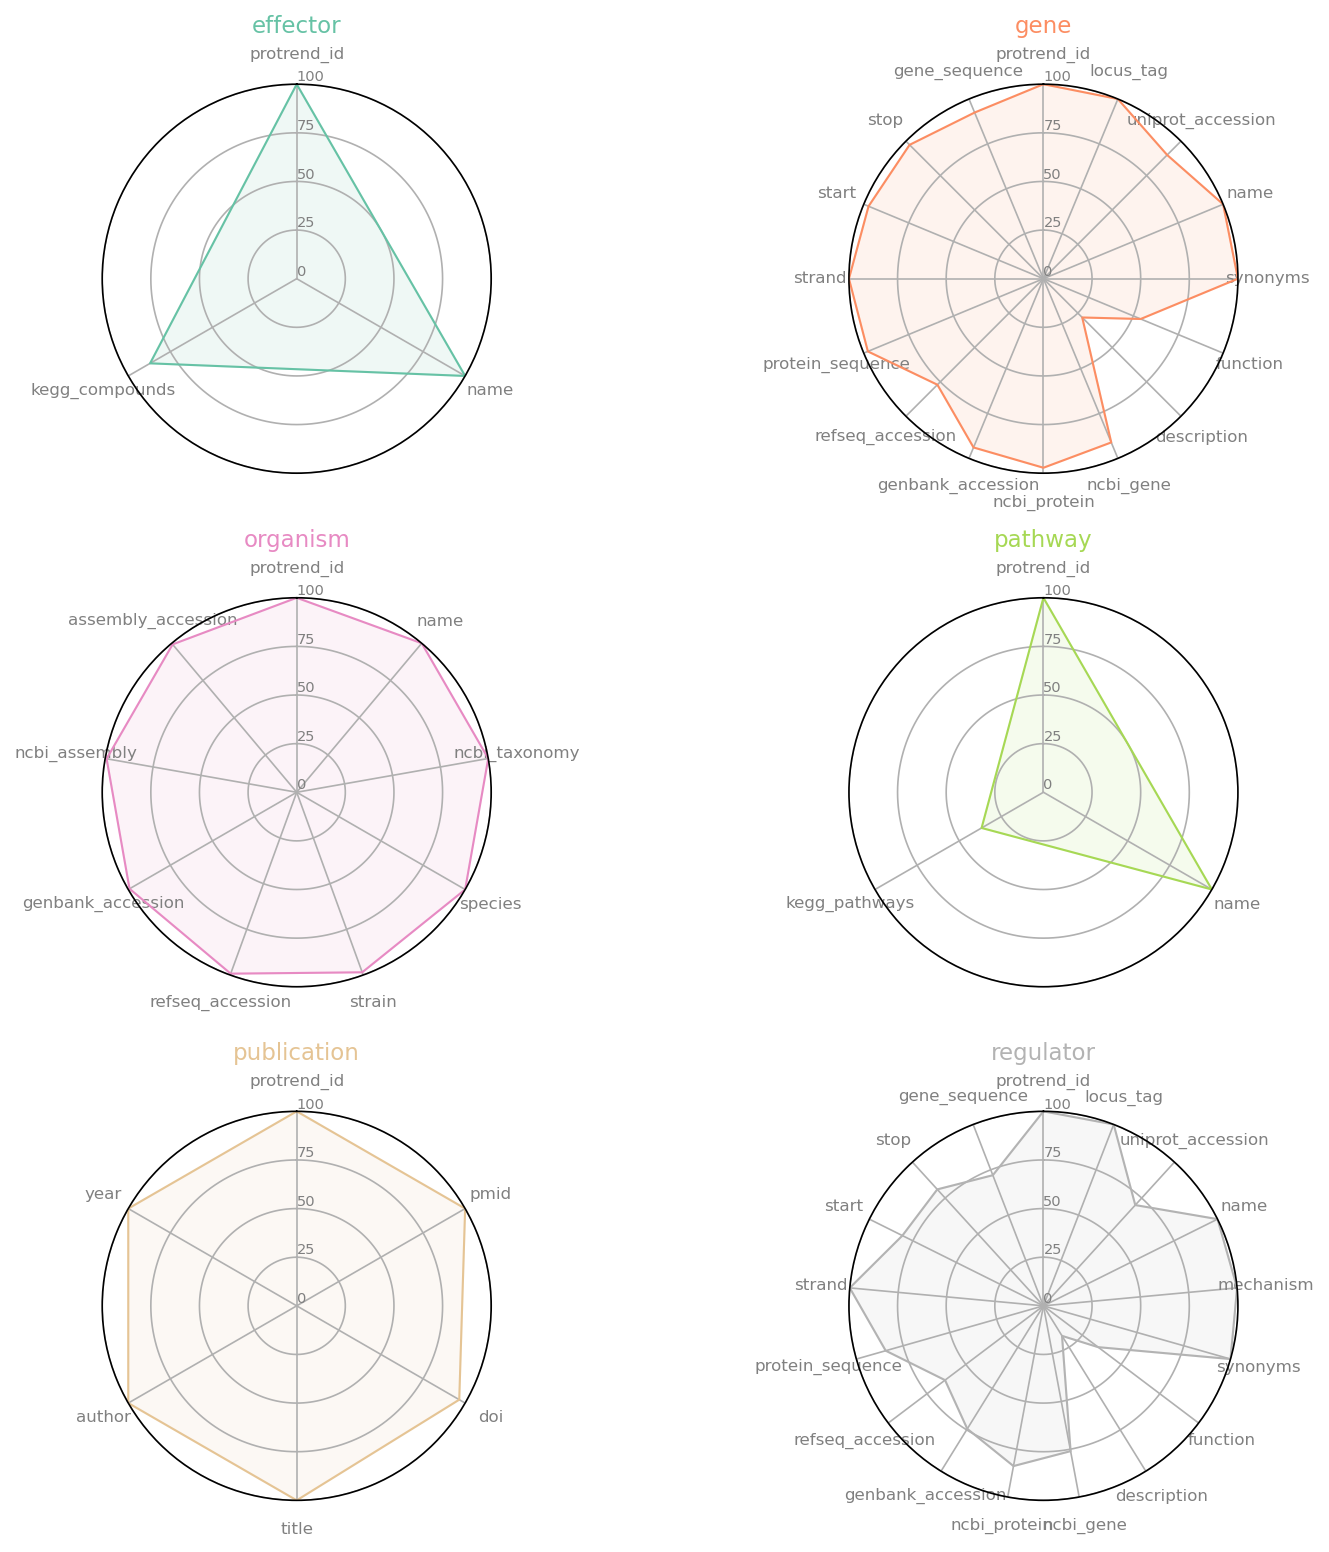 effector
protrend_id
100
75
50
25
0
kegg_compounds
name
gene
protrend_id
gene_sequence
100
locus_tag
stop
75
uniprot_accession
50
start
name
25
strand
0
synonyms
protein_sequence
function
refseq_accession
description
genbank_accession
ncbi_gene
ncbi_protein
organism
protrend_id
100
assembly_accession
name
75
50
25
ncbi_assembly
ncbi_taxonomy
0
genbank_accession
species
refseq_accession
strain
pathway
protrend_id
100
75
50
25
0
kegg_pathways
name
publication
protrend_id
100
75
year
pmid
50
25
0
author
doi
title
regulator
protrend_id
gene_sequence
100
locus_tag
stop
75
uniprot_accession
50
start
name
25
strand
0
mechanism
protein_sequence
synonyms
refseq_accession
function
genbank_accession
description
ncbi_protein
ncbi_gene